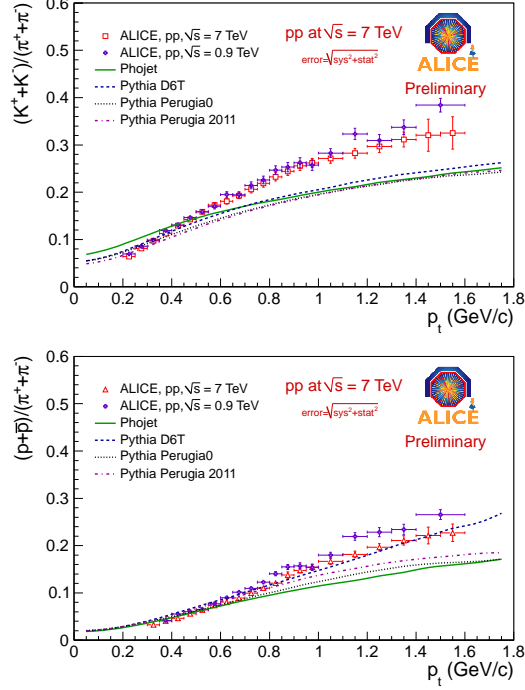 (K⁺+K⁻)/(π⁺+π⁻)
0.6
0.5
0.4
0.3
0.2
0.1
0
ALICE, pp,√s = 7 TeV
ALICE, pp,√s = 0.9 TeV
Phojet
Pythia D6T
Pythia Perugia0
Pythia Perugia 2011
pp at √s = 7 TeV
error=√sys²+stat²
ALICE
Preliminary
0 0.2 0.4 0.6 0.8 1 1.2 1.4 1.6 1.8
pₜ (GeV/c)
(p+p̅)/(π⁺+π⁻)
0.6
0.5
0.4
0.3
0.2
0.1
0
ALICE, pp,√s = 7 TeV
ALICE, pp,√s = 0.9 TeV
Phojet
Pythia D6T
Pythia Perugia0
Pythia Perugia 2011
pp at √s = 7 TeV
error=√sys²+stat²
ALICE
Preliminary
0 0.2 0.4 0.6 0.8 1 1.2 1.4 1.6 1.8
pₜ (GeV/c)